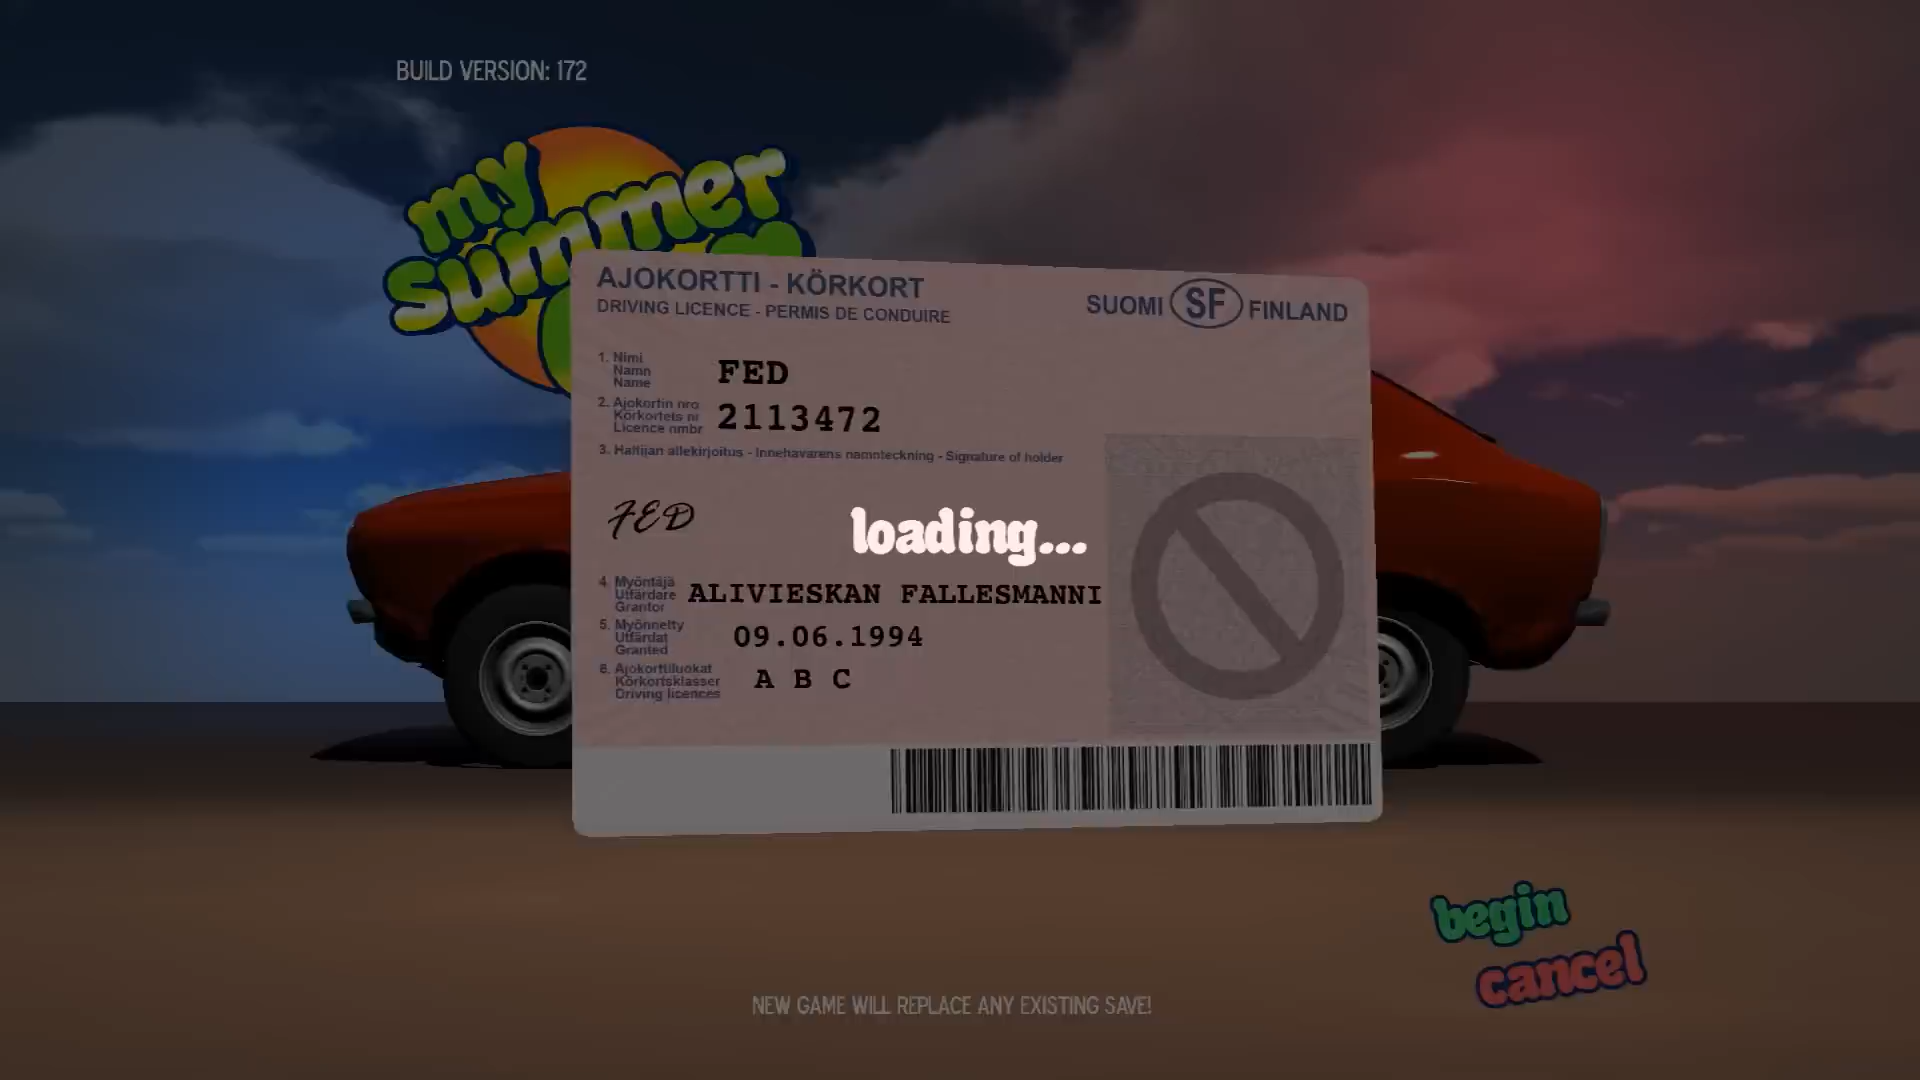 BUILD VERSION: 172
my
summer
AJOKORTTI - KÖRKORT
DRIVING LICENCE - PERMIS DE CONDUIRE
SUOMI SF FINLAND
1. Nimi
Namn
Name
FED
2. Ajokortin nro
Körkortets nr
Licence nmbr
2113472
3. Haltijan allekirjoitus - Innehavarens namnteckning - Signature of holder
FED
loading...
4. Myöntäjä
Utfärdare
Grantor
ALIVIESKAN FALLESMANNI
5. Myönnetty
Utfärdat
Granted
09.06.1994
6. Ajokorttiluokat
Körkortsklasser
Driving licences
A B C
begin
cancel
NEW GAME WILL REPLACE ANY EXISTING SAVE!